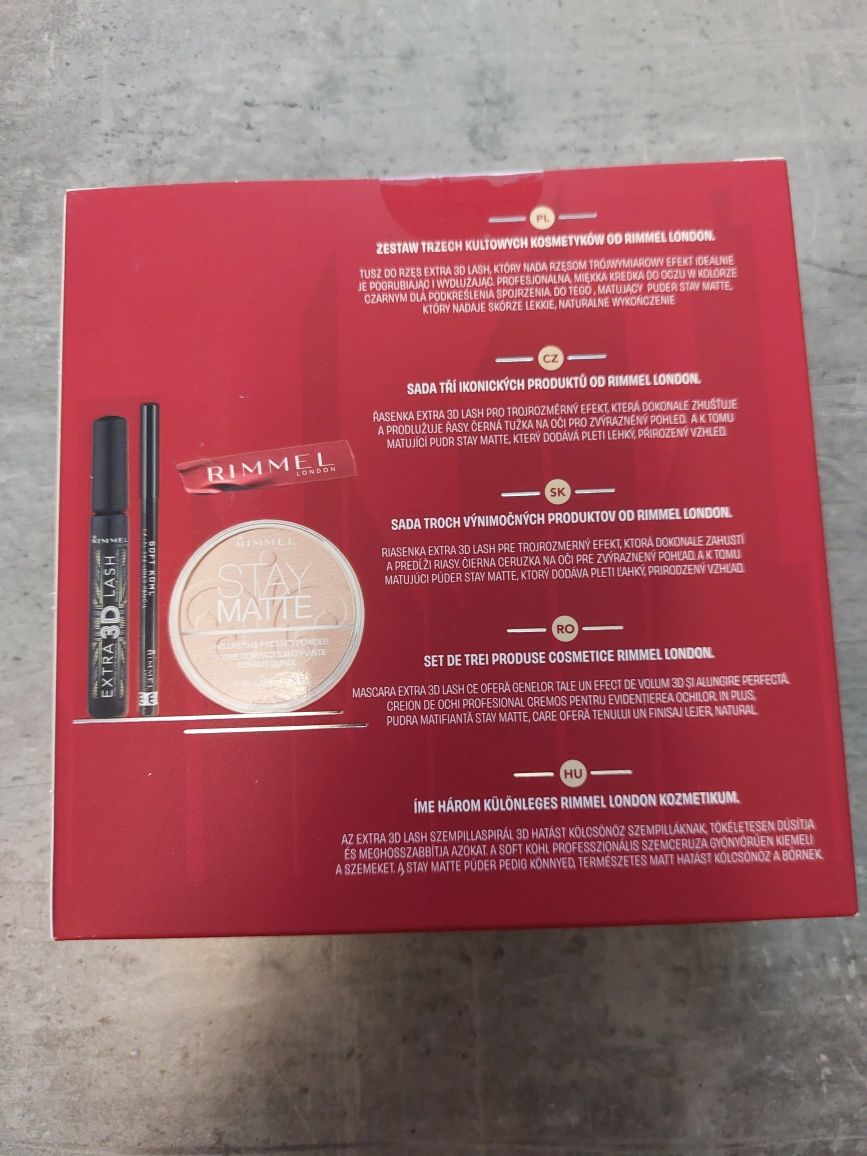 PL
ZESTAW TRZECH KULTOWYCH KOSMETYKÓW OD RIMMEL LONDON.
TUSZ DO RZĘS EXTRA 3D LASH, KTÓRY NADA RZĘSOM TRÓJWYMIAROWY EFEKT IDEALNIE
JE POGRUBIAJĄC I WYDŁUŻAJĄC. PROFESJONALNA, MIĘKKA KREDKA DO OCZU W KOLORZE
CZARNYM DLA PODKREŚLENIA SPOJRZENIA. DO TEGO , MATUJĄCY PUDER STAY MATTE,
KTÓRY NADAJE SKÓRZE LEKKIE, NATURALNE WYKOŃCZENIE
CZ
SADA TŘÍ IKONICKÝCH PRODUKTŮ OD RIMMEL LONDON.
ŘASENKA EXTRA 3D LASH PRO TROJROZMĚRNÝ EFEKT, KTERÁ DOKONALE ZHUŠŤUJE
A PRODLUŽUJE ŘASY. ČERNÁ TUŽKA NA OČI PRO ZVÝRAZNĚNÝ POHLED. A K TOMU
MATUJÍCÍ PUDR STAY MATTE, KTERÝ DODÁVÁ PLETI LEHKÝ, PŘIROZENÝ VZHLED.
SK
SADA TROCH VÝNIMOČNÝCH PRODUKTOV OD RIMMEL LONDON.
RIASENKA EXTRA 3D LASH PRE TROJROZMERNÝ EFEKT, KTORÁ DOKONALE ZAHUSTÍ
A PREDĹŽI RIASY. ČIERNA CERUZKA NA OČI PRE ZVÝRAZNENÝ POHĽAD. A K TOMU
MATUJÚCI PÚDER STAY MATTE, KTORÝ DODÁVA PLETI ĽAHKÝ, PRIRODZENÝ VZHĽAD.
RO
SET DE TREI PRODUSE COSMETICE RIMMEL LONDON.
MASCARA EXTRA 3D LASH CE OFERĂ GENELOR TALE UN EFECT DE VOLUM 3D ȘI ALUNGIRE PERFECTĂ.
CREION DE OCHI PROFESIONAL CREMOS PENTRU EVIDENȚIEREA OCHILOR. IN PLUS,
PUDRA MATIFIANTĂ STAY MATTE, CARE OFERĂ TENULUI UN FINISAJ LEJER, NATURAL.
HU
ÍME HÁROM KÜLÖNLEGES RIMMEL LONDON KOZMETIKUM.
AZ EXTRA 3D LASH SZEMPILLASPIRÁL 3D HATÁST KÖLCSÖNÖZ SZEMPILLÁKNAK, TÖKÉLETESEN DÚSÍTJA
ÉS MEGHOSSZABBÍTJA AZOKAT. A SOFT KOHL PROFESSZIONÁLIS SZEMCERUZA GYÖNYÖRŰEN KIEMELI
A SZEMEKET. A STAY MATTE PÚDER PEDIG KÖNNYED, TERMÉSZETES MATT HATÁST KÖLCSÖNÖZ A BŐRNEK.
RIMMEL
LONDON
RIMMEL
EXTRA 3D LASH
SOFT KOHL
RIMMEL
RIMMEL
STAY
MATTE
LONG LASTING PRESSED POWDER
POUDRE COMPACTE MATIFIANTE
LONGUE DURÉE